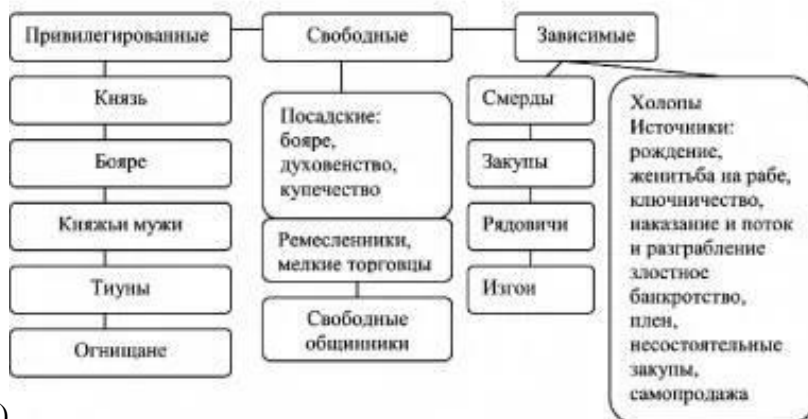 Привилегированные
Князь
Бояре
Княжьи мужи
Тиуны
Огнищане
Свободные
Посадские:
бояре,
духовенство,
купечество
Ремесленники,
мелкие торговцы
Свободные
общинники
Зависимые
Смерды
Закупы
Рядовичи
Изгои
Холопы
Источники:
рождение,
женитьба на рабе,
ключничество,
наказание и поток
и разграбление
злостное
банкротство,
плен,
несостоятельные
закупы,
самопродажа
)